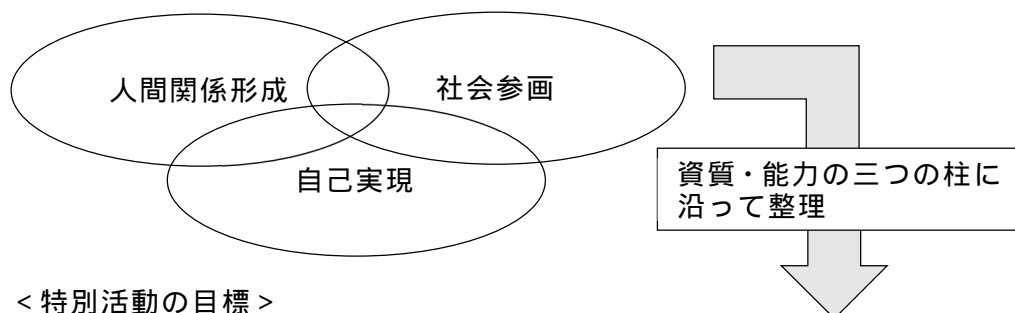 人間関係形成
社会参画
自己実現
資質・能力の三つの柱に
沿って整理
<特別活動の目標>